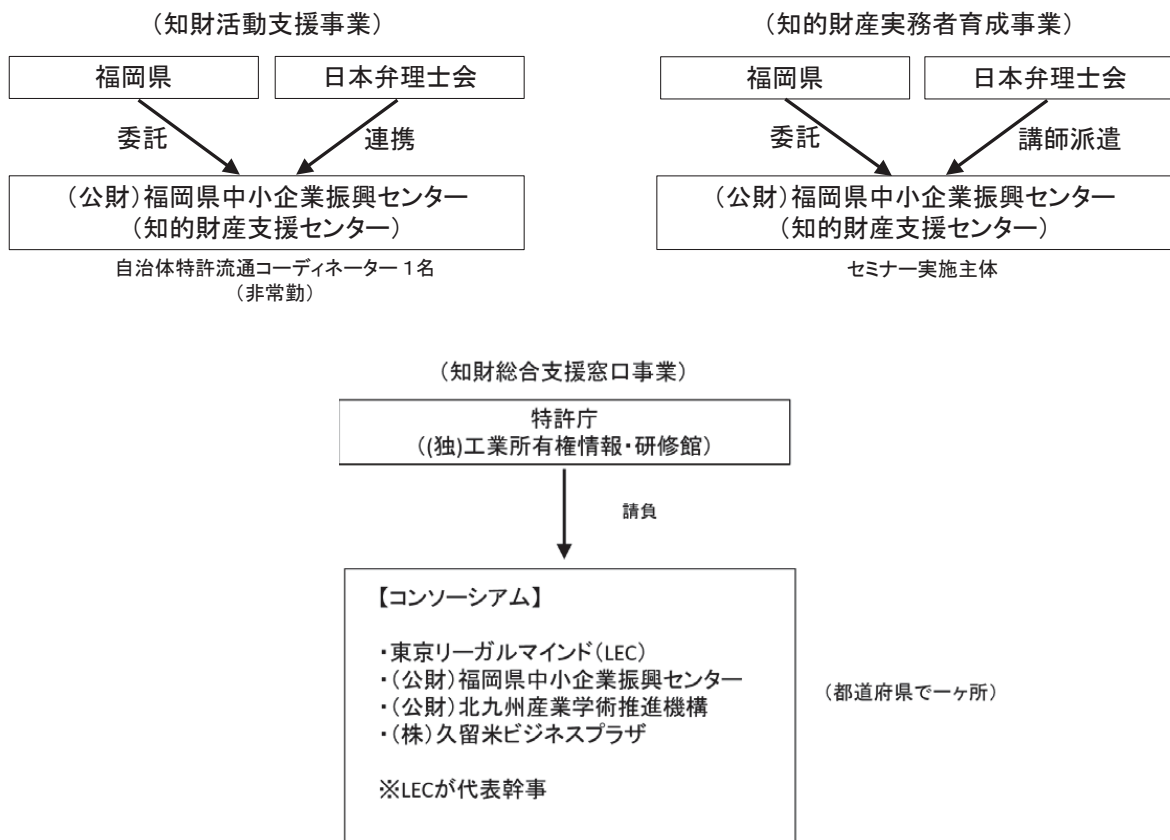 （知財活動支援事業）
福岡県
日本弁理士会
委託
連携
（公財）福岡県中小企業振興センター
（知的財産支援センター）
自治体特許流通コーディネーター１名
（非常勤）
（知的財産実務者育成事業）
福岡県
日本弁理士会
委託
講師派遣
（公財）福岡県中小企業振興センター
（知的財産支援センター）
セミナー実施主体
（知財総合支援窓口事業）
特許庁
（(独)工業所有権情報・研修館）
請負
【コンソーシアム】
・東京リーガルマインド（LEC）
・（公財）福岡県中小企業振興センター
・（公財）北九州産業学術推進機構
・（株）久留米ビジネスプラザ
※LECが代表幹事
（都道府県で一ヶ所）